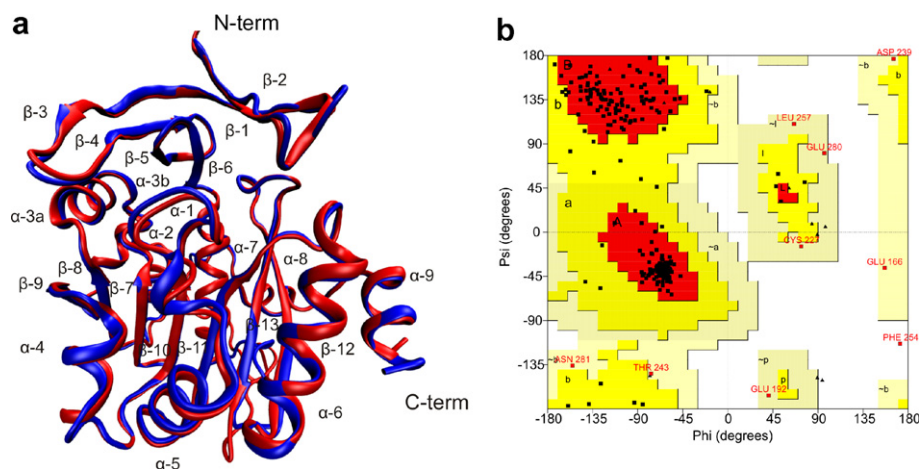 a
N-term
β-2
β-3
β-1
β-4
β-5
β-6
α-3b
α-3a
α-1
α-2
α-7
α-8
β-8
α-9
β-9
β-7
β-13
α-4
β-10
β-11
β-12
C-term
α-6
α-5
b
Psi (degrees)
180
135
90
45
0
-45
-90
-135
-180
-135
-90
-45
0
45
90
135
180
Phi (degrees)
ASP 239
B
~b
b
b
~b
LEU 257
~l
GLU 280
l
L
a
A
~a
CYS 227
GLU 166
PHE 254
~b
ASN 281
~p
THR 243
b
p
GLU 192
~b